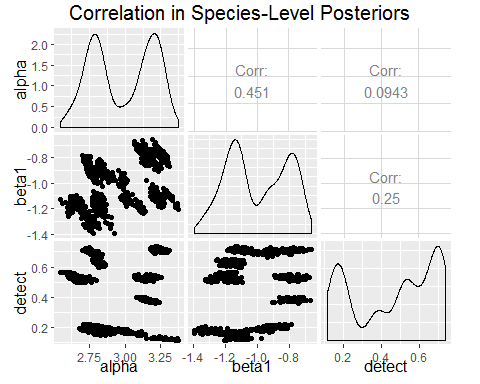 Correlation in Species-Level Posteriors
alpha
2.0
1.5
1.0
0.5
0.0
Corr:
0.451
Corr:
0.0943
beta1
-0.8
-1.0
-1.2
-1.4
Corr:
0.25
detect
0.6
0.4
0.2
2.75 3.00 3.25
-1.4 -1.2 -1.0 -0.8
0.2 0.4 0.6
alpha
beta1
detect